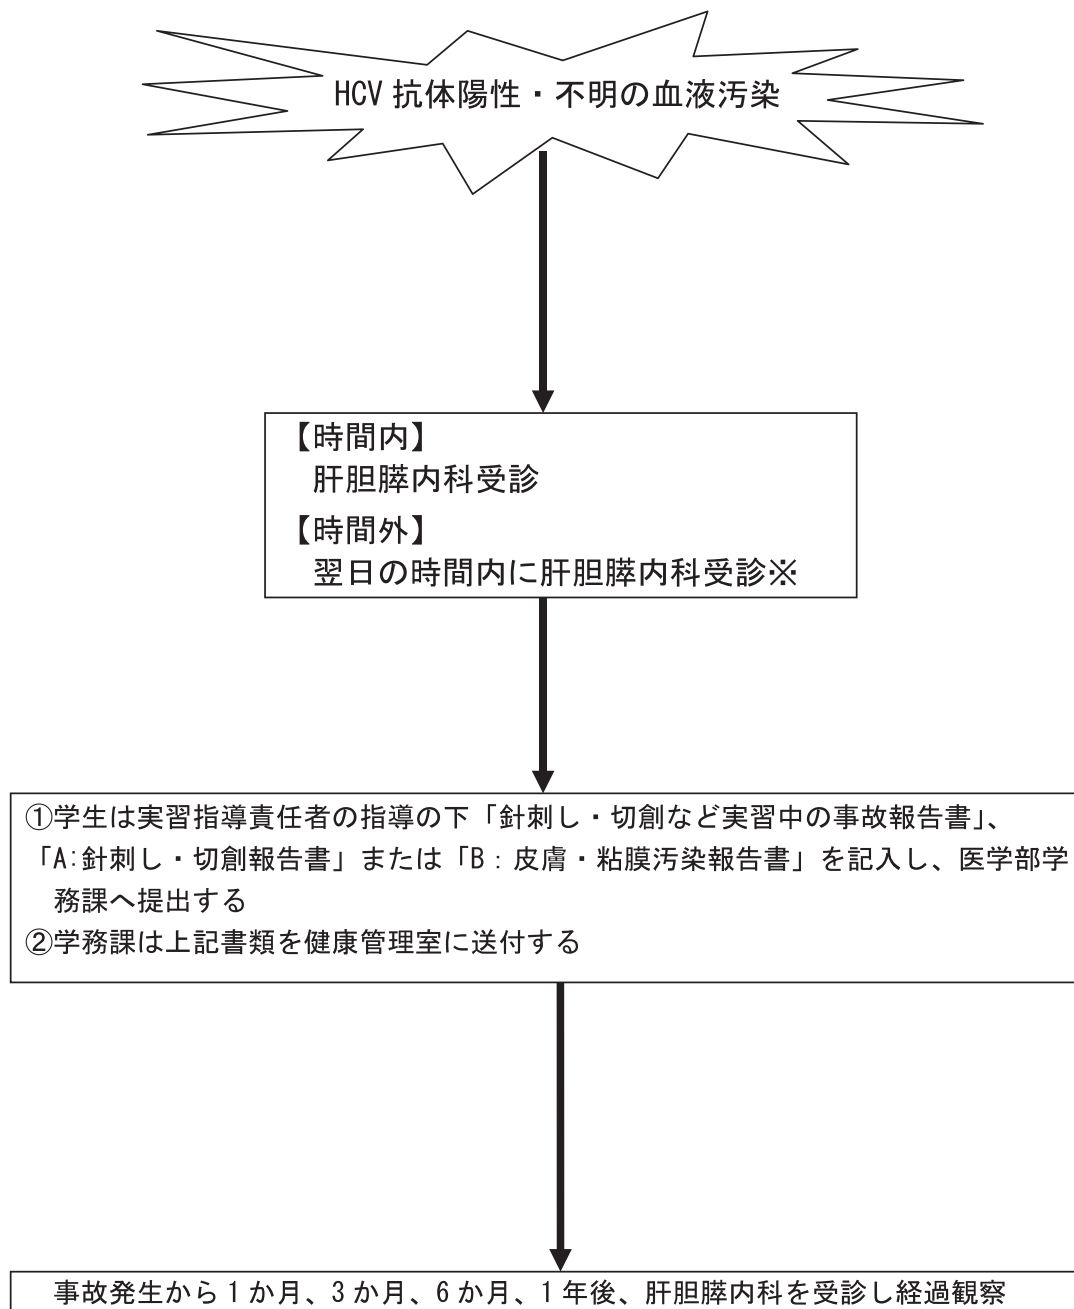 HCV 抗体陽性・不明の血液汚染
【時間内】
肝胆膵内科受診
【時間外】
翌日の時間内に肝胆膵内科受診※
①学生は実習指導責任者の指導の下「針刺し・切創など実習中の事故報告書」、
「A:針刺し・切創報告書」または「B：皮膚・粘膜汚染報告書」を記入し、医学部学
務課へ提出する
②学務課は上記書類を健康管理室に送付する
事故発生から 1 か月、3 か月、6 か月、1 年後、肝胆膵内科を受診し経過観察